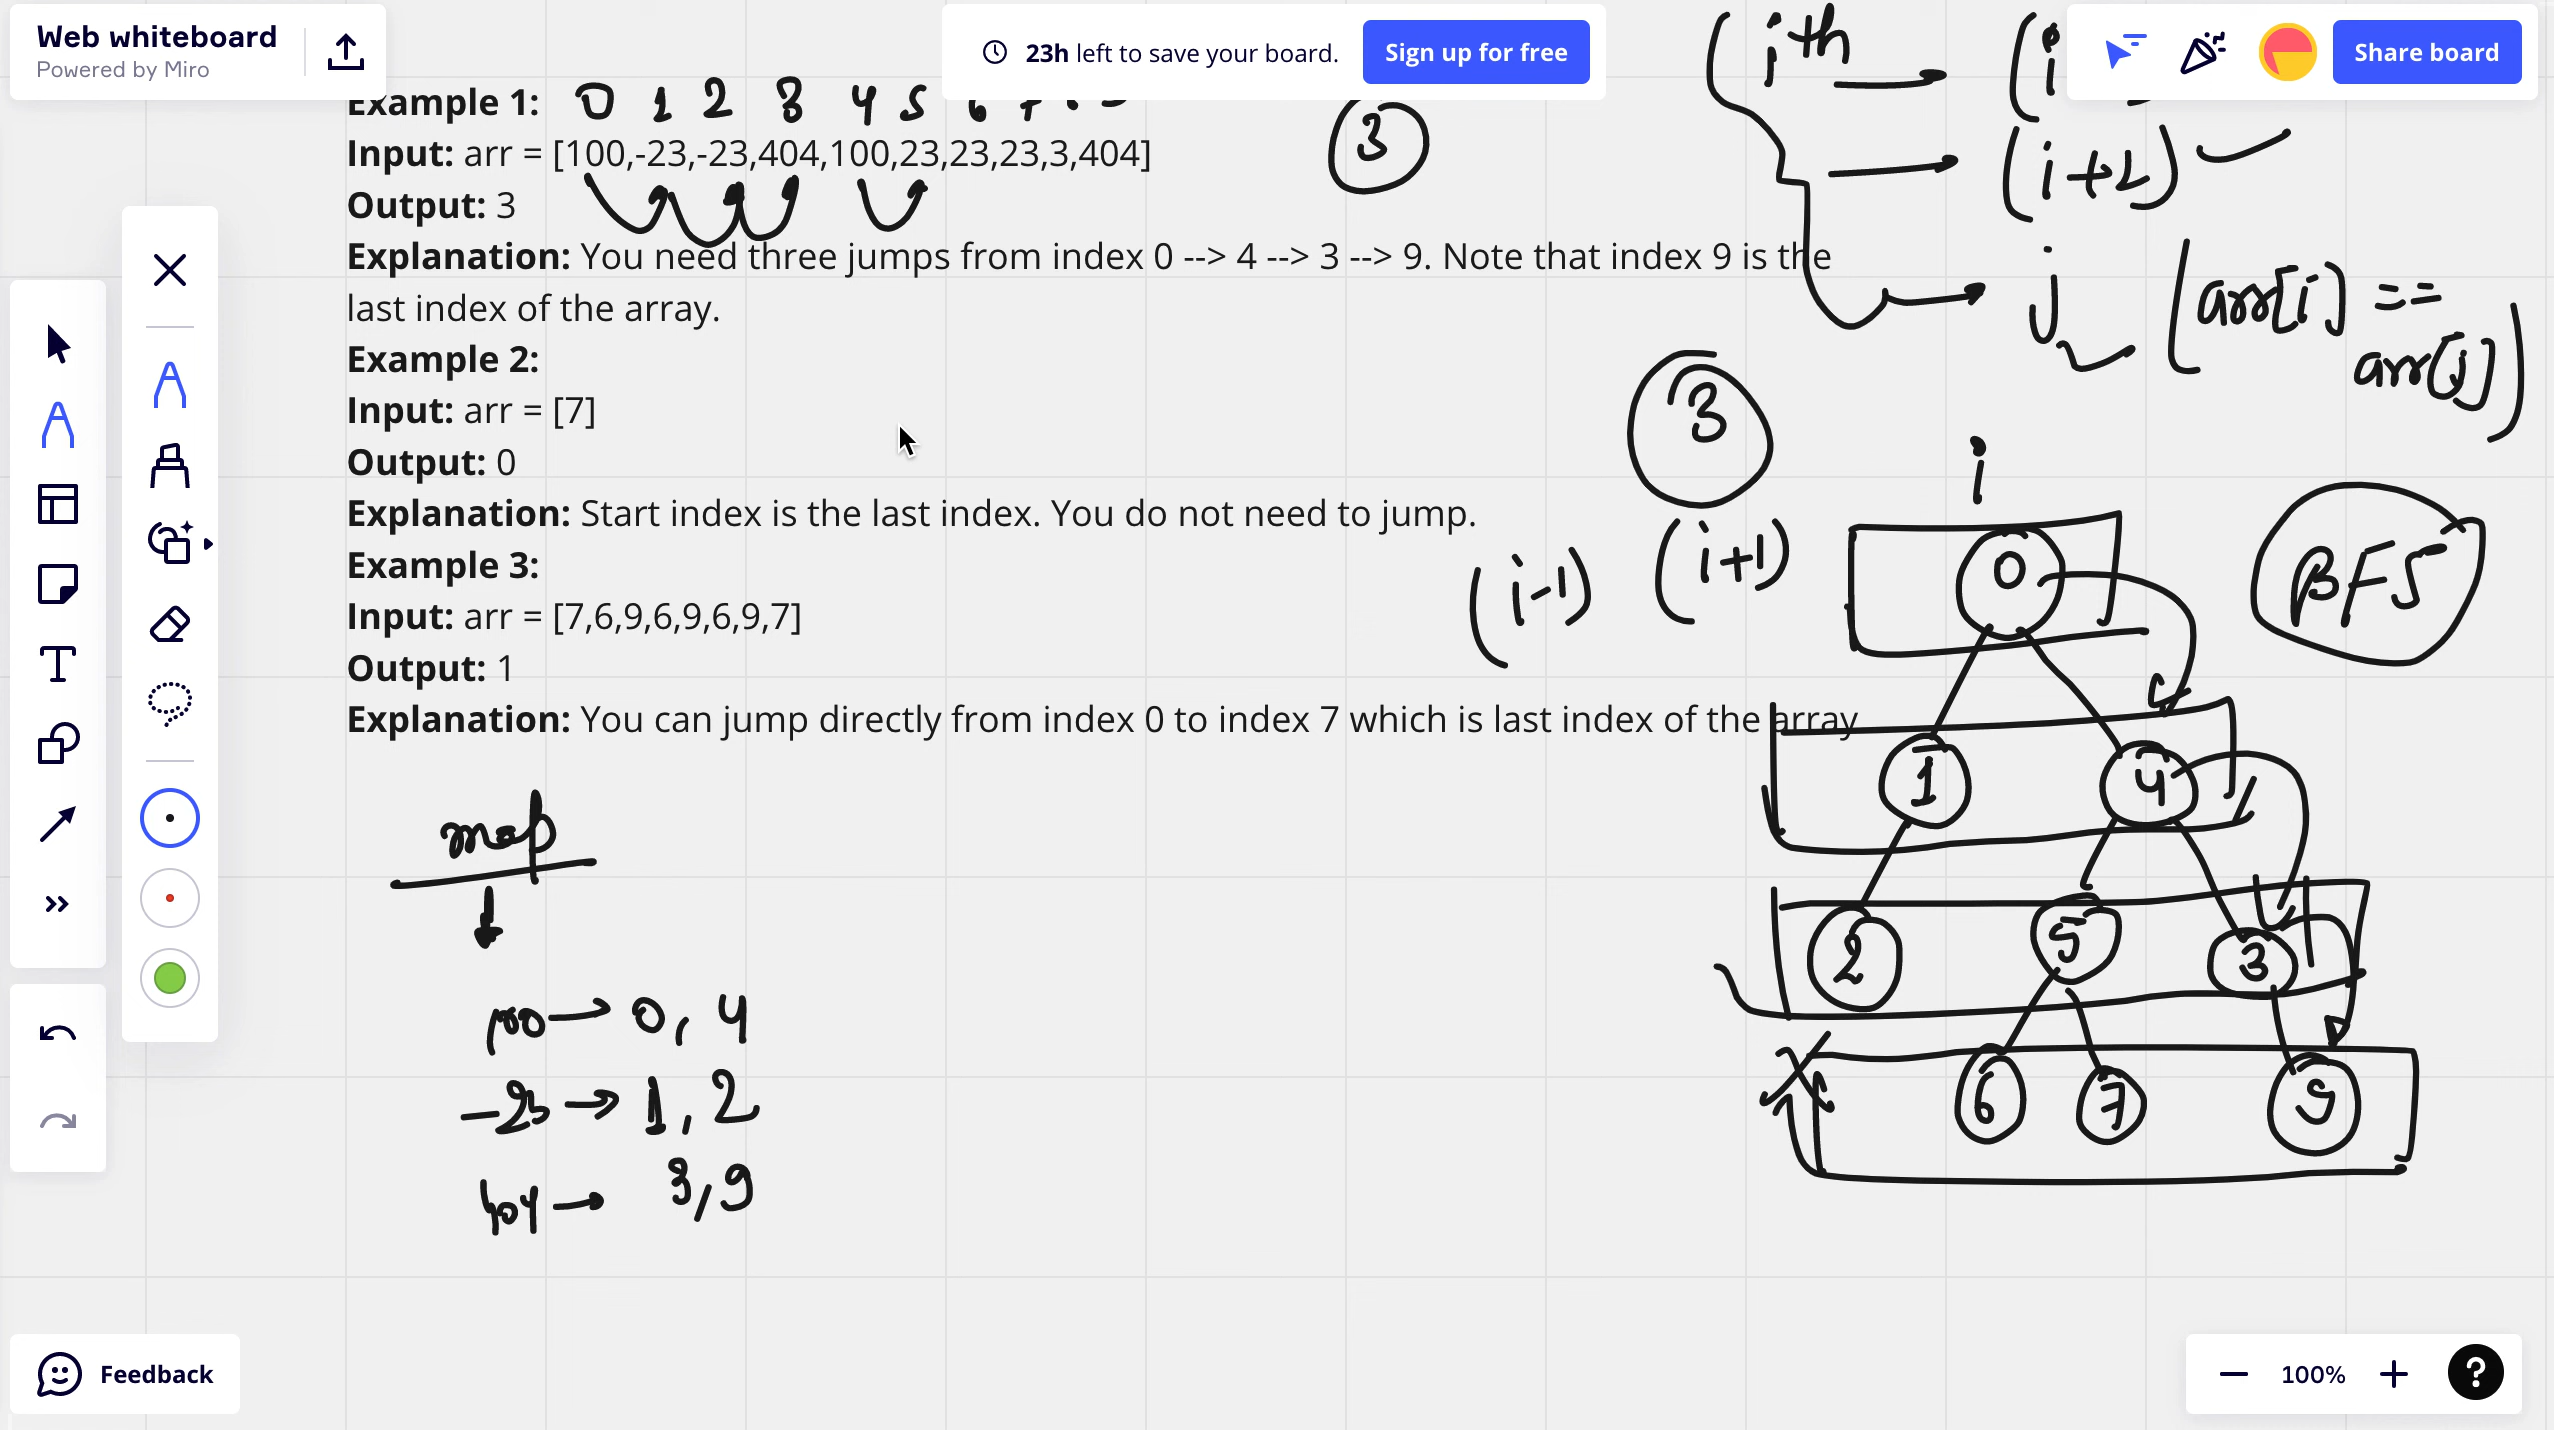 Web whiteboard
Powered by Miro
23h left to save your board.
Sign up for free
Share board
Example 1: 0 1 2 3 4 5 6 7
Input: arr = [100,-23,-23,404,100,23,23,23,3,404]
Output: 3
Explanation: You need three jumps from index 0 --> 4 --> 3 --> 9. Note that index 9 is the
last index of the array.
Example 2:
Input: arr = [7]
Output: 0
Explanation: Start index is the last index. You do not need to jump.
Example 3:
Input: arr = [7,6,9,6,9,6,9,7]
Output: 1
Explanation: You can jump directly from index 0 to index 7 which is last index of the array
3
ith → (i
→ (i+1)
→ j [arr[i] ==
arr[j])
3
i
(i-1) (i+1)
0
BFS
1 4
2 5 3
6 7 9
map
100 → 0, 4
-23 → 1, 2
404 → 3, 9
T
Feedback
100%
?